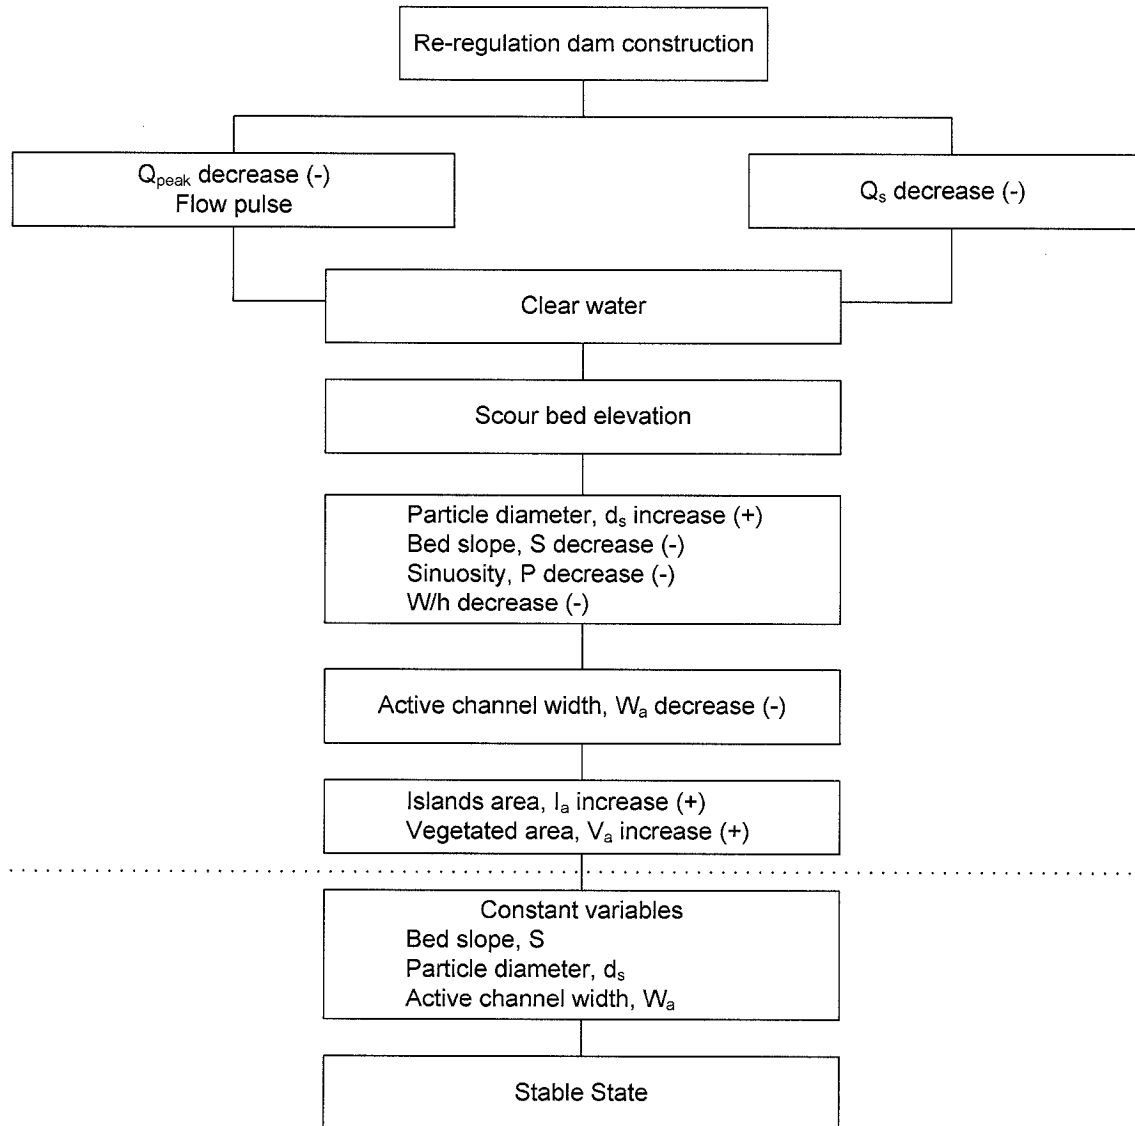 Re-regulation dam construction
Qpeak decrease (-)
Flow pulse
Qs decrease (-)
Clear water
Scour bed elevation
Particle diameter, ds increase (+)
Bed slope, S decrease (-)
Sinuosity, P decrease (-)
W/h decrease (-)
Active channel width, Wa decrease (-)
Islands area, Ia increase (+)
Vegetated area, Va increase (+)
Constant variables
Bed slope, S
Particle diameter, ds
Active channel width, Wa
Stable State